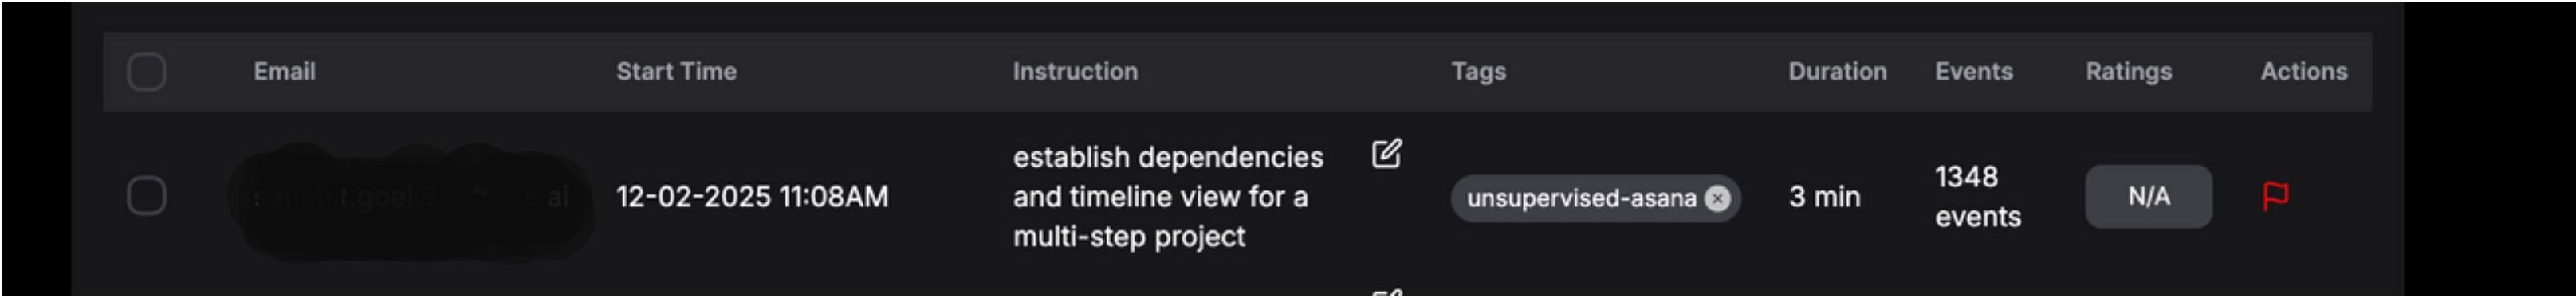 Email Start Time Instruction Tags Duration Events Ratings Actions
establish dependencies
and timeline view for a
multi-step project
12-02-2025 11:08AM
unsupervised-asana
3 min
1348
events
N/A